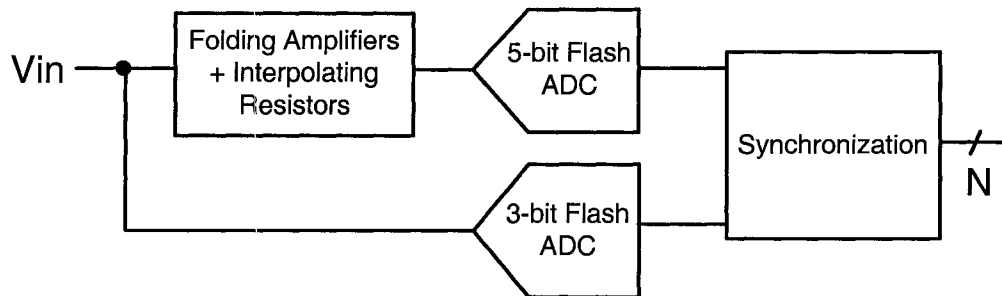 Vin
Folding Amplifiers
+ Interpolating
Resistors
5-bit Flash
ADC
3-bit Flash
ADC
Synchronization
N